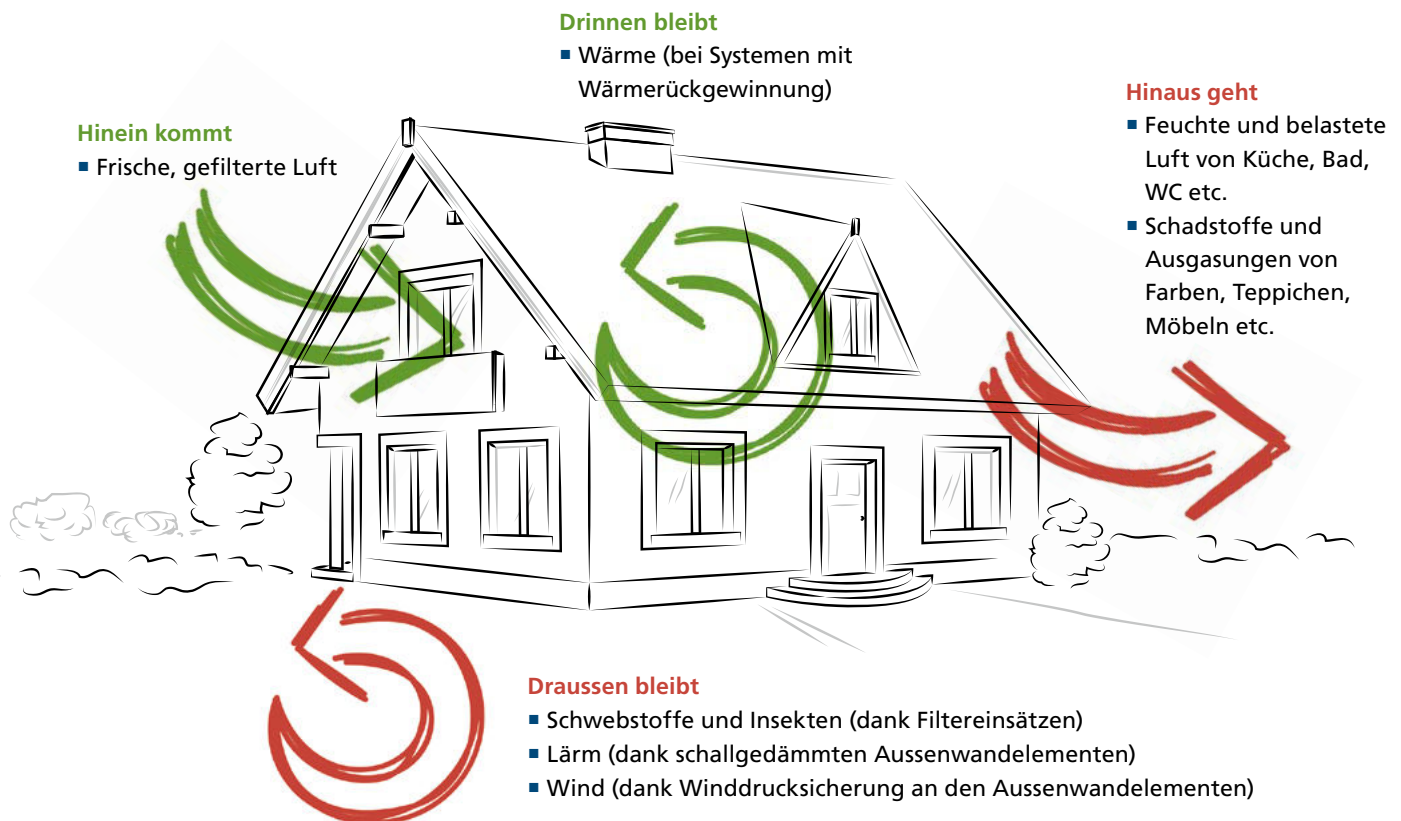 Drinnen bleibt
▪ Wärme (bei Systemen mit
Wärmerückgewinnung)
Hinein kommt
▪ Frische, gefilterte Luft
Hinaus geht
▪ Feuchte und belastete
Luft von Küche, Bad,
WC etc.
▪ Schadstoffe und
Ausgasungen von
Farben, Teppichen,
Möbeln etc.
Draussen bleibt
▪ Schwebstoffe und Insekten (dank Filtereinsätzen)
▪ Lärm (dank schallgedämmten Aussenwandelementen)
▪ Wind (dank Winddrucksicherung an den Aussenwandelementen)